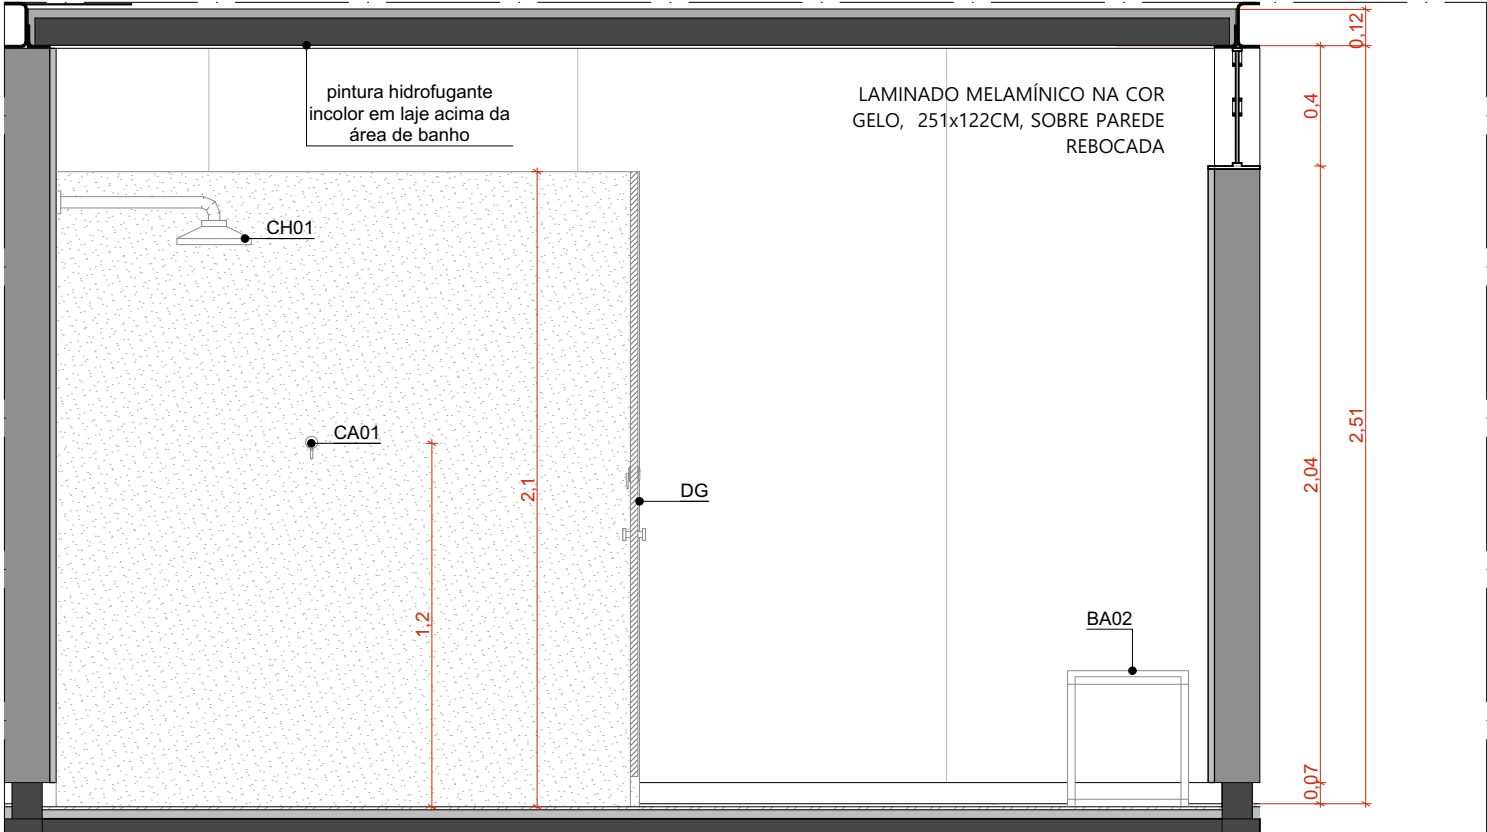 0,12
pintura hidrofugante
incolor em laje acima da
área de banho
LAMINADO MELAMÍNICO NA COR
GELO, 251x122CM, SOBRE PAREDE
REBOCADA
0,4
CH01
CA01
2,51
2,04
2,1
DG
1,2
BA02
0,07